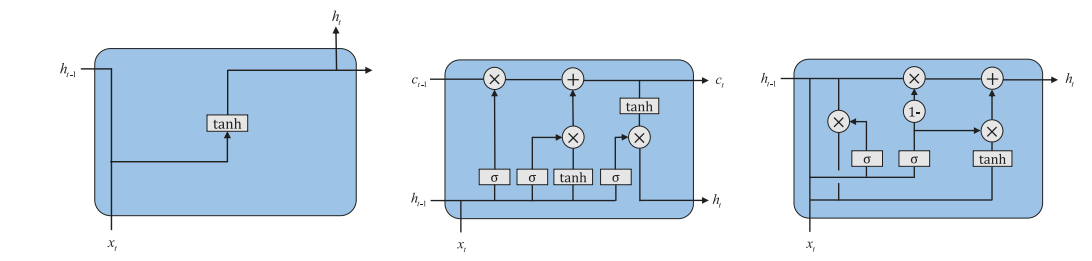 h_t
h_{t-1}
tanh
x_t
c_{t-1}
×
+
c_t
tanh
×
×
σ
σ
tanh
σ
h_{t-1}
h_t
x_t
h_{t-1}
×
+
h_t
1-
×
×
σ
σ
tanh
x_t